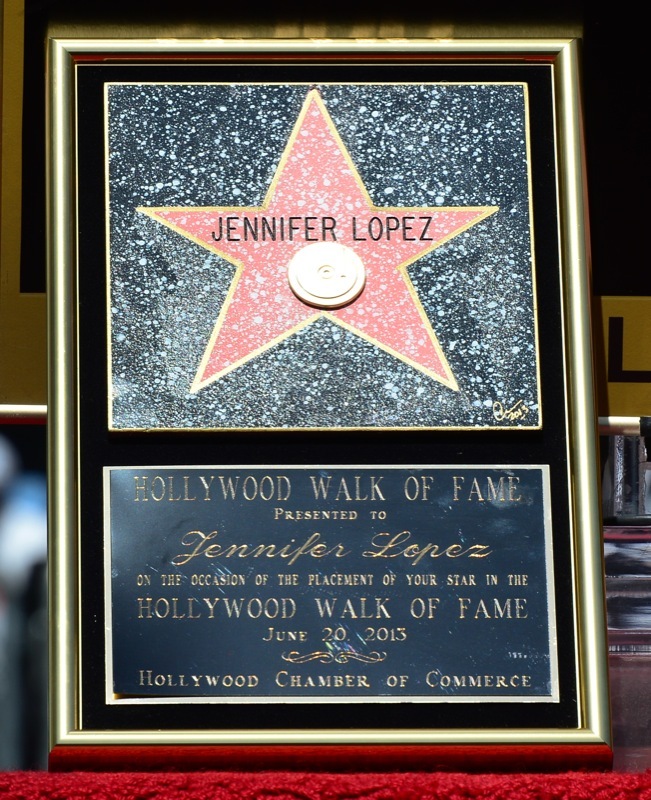 JENNIFER LOPEZ
2013
HOLLYWOOD WALK OF FAME
PRESENTED TO
Jennifer Lopez
ON THE OCCASION OF THE PLACEMENT OF YOUR STAR IN THE
HOLLYWOOD WALK OF FAME
JUNE 20, 2013
HOLLYWOOD CHAMBER OF COMMERCE
L